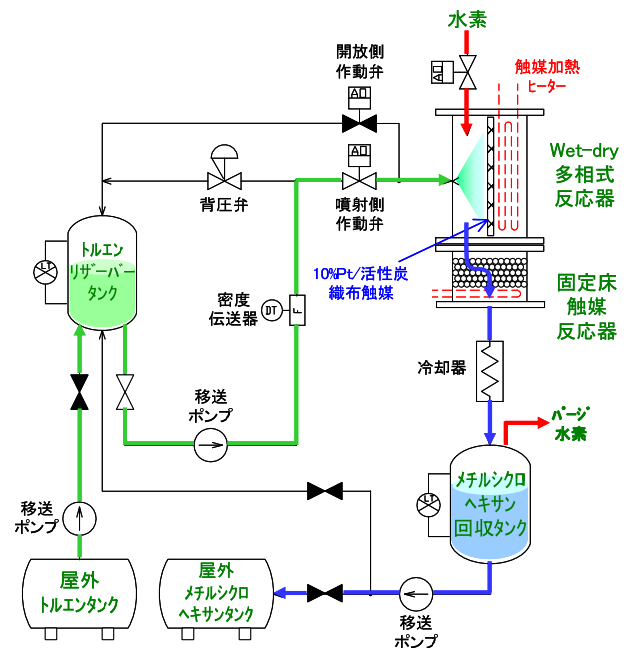 水素
開放側
作動弁
AO
AO
触媒加熱
ヒーター
Wet-dry
多相式
反応器
AO
背圧弁
噴射側
作動弁
トルエン
リザーバー
タンク
LT
10%Pt/活性炭
織布触媒
固定床
触媒
反応器
密度
伝送器
DT
F
冷却器
移送
ポンプ
パージ
水素
メチルシクロ
ヘキサン
回収タンク
LT
移送
ポンプ
屋外
トルエンタンク
屋外
メチルシクロ
ヘキサンタンク
移送
ポンプ